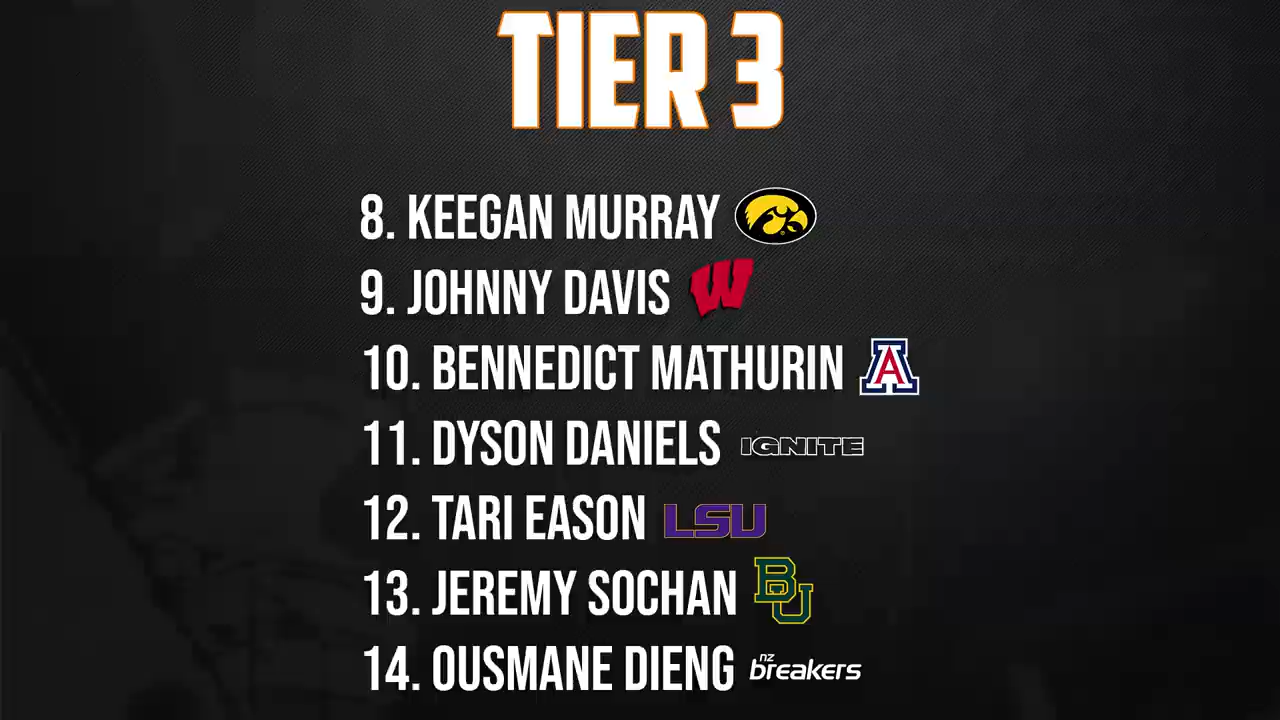 TIER 3
8. KEEGAN MURRAY
9. JOHNNY DAVIS W
10. BENNEDICT MATHURIN A
11. DYSON DANIELS IGNITE
12. TARI EASON LSU
13. JEREMY SOCHAN BU
14. OUSMANE DIENG nz breakers